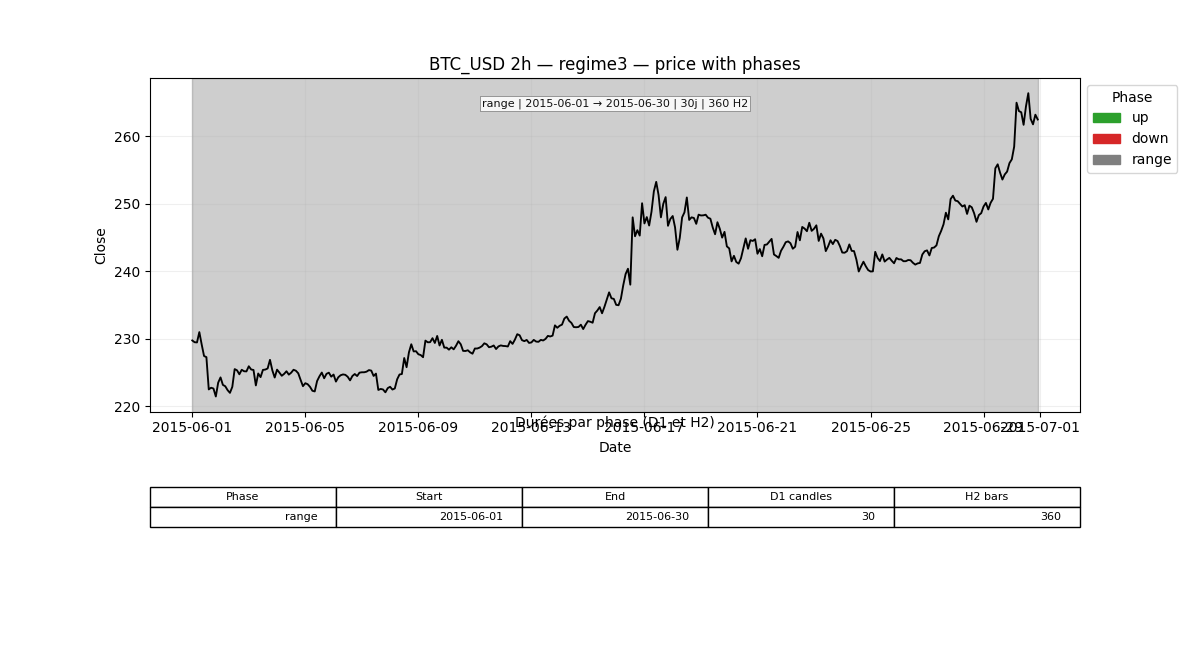 BTC_USD 2h — regime3 — price with phases
range | 2015-06-01 → 2015-06-30 | 30j | 360 H2
Phase
up
down
range
Close
260
250
240
230
220
2015-06-01 2015-06-05 2015-06-09 2015-06-13 2015-06-17 2015-06-21 2015-06-25 2015-06-29 2015-07-01
Durées par phase (D1 et H2)
Date
Phase Start End D1 candles H2 bars
range 2015-06-01 2015-06-30 30 360